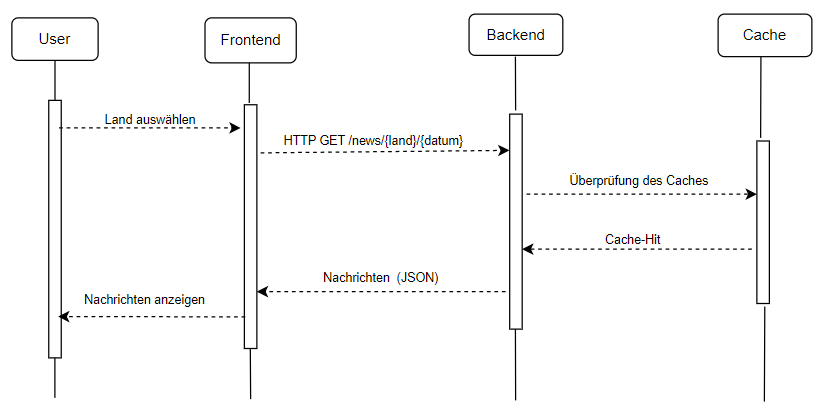 User
Frontend
Backend
Cache
Land auswählen
HTTP GET /news/{land}/{datum}
Überprüfung des Caches
Cache-Hit
Nachrichten (JSON)
Nachrichten anzeigen